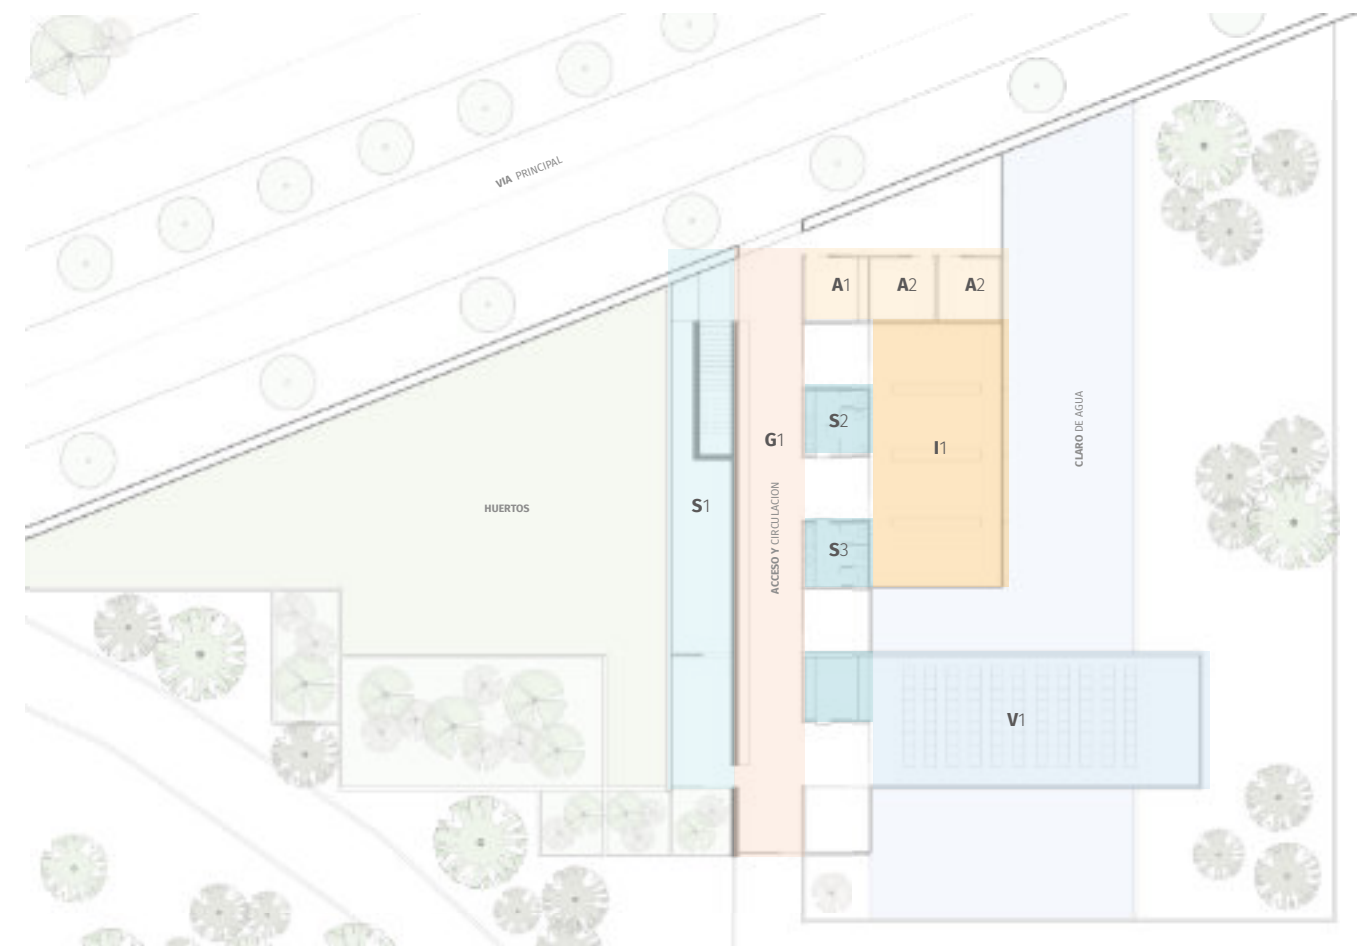 VIA PRINCIPAL
A1
A2
A2
S2
G1
I1
CLARO DE AGUA
HUERTOS
S1
ACCESO Y CIRCULACION
S3
V1